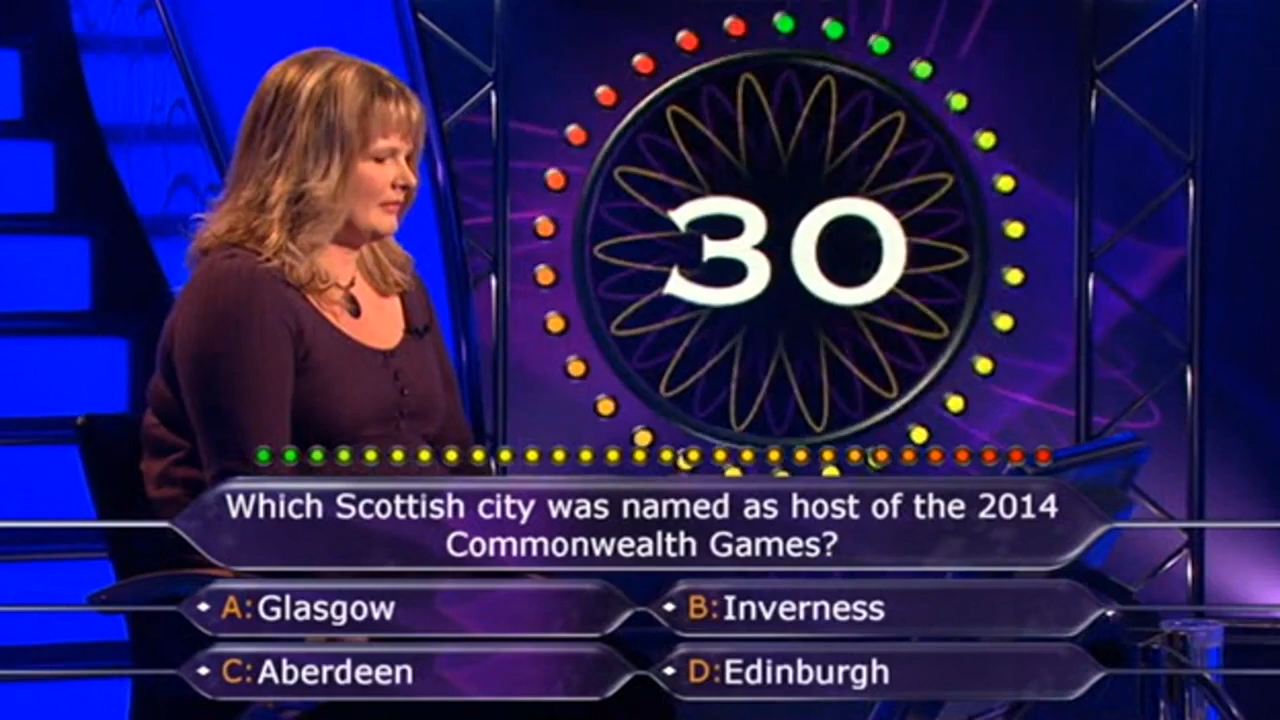 30
Which Scottish city was named as host of the 2014
Commonwealth Games?
A: Glasgow
B: Inverness
C: Aberdeen
D: Edinburgh